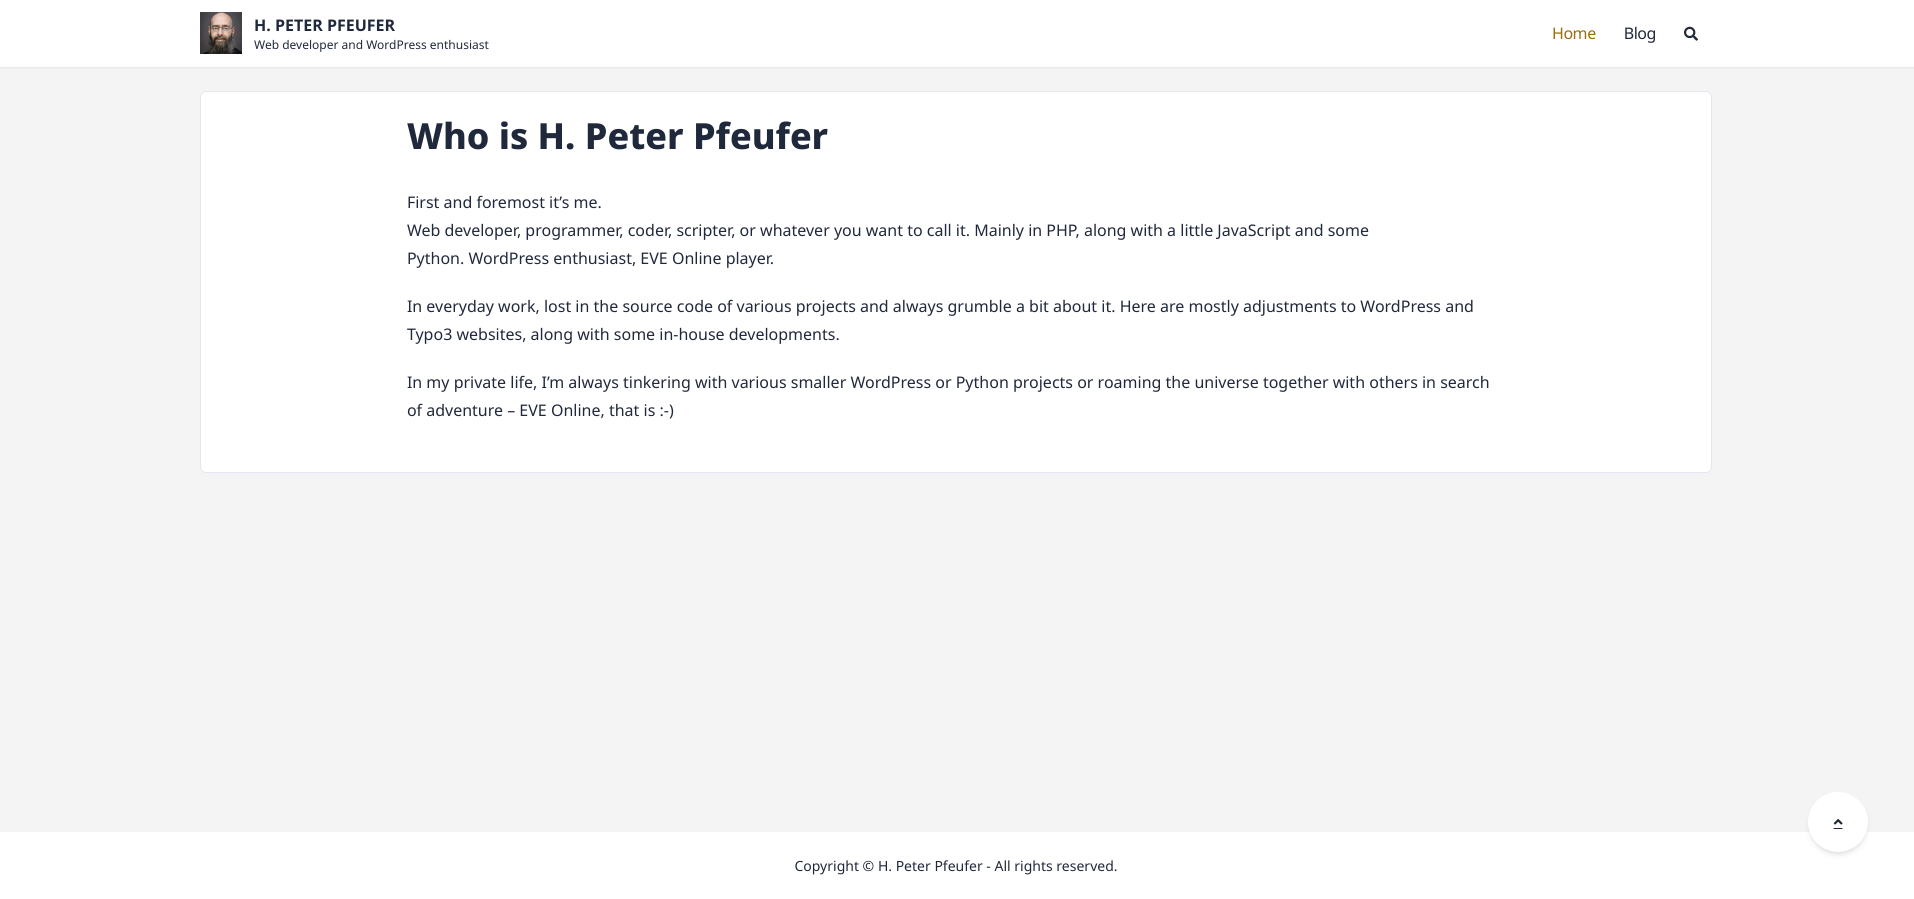 H. PETER PFEUFER
Web developer and WordPress enthusiast
Home
Blog
Who is H. Peter Pfeufer
First and foremost it’s me.
Web developer, programmer, coder, scripter, or whatever you want to call it. Mainly in PHP, along with a little JavaScript and some
Python. WordPress enthusiast, EVE Online player.
In everyday work, lost in the source code of various projects and always grumble a bit about it. Here are mostly adjustments to WordPress and
Typo3 websites, along with some in-house developments.
In my private life, I’m always tinkering with various smaller WordPress or Python projects or roaming the universe together with others in search
of adventure – EVE Online, that is :-)
Copyright © H. Peter Pfeufer - All rights reserved.